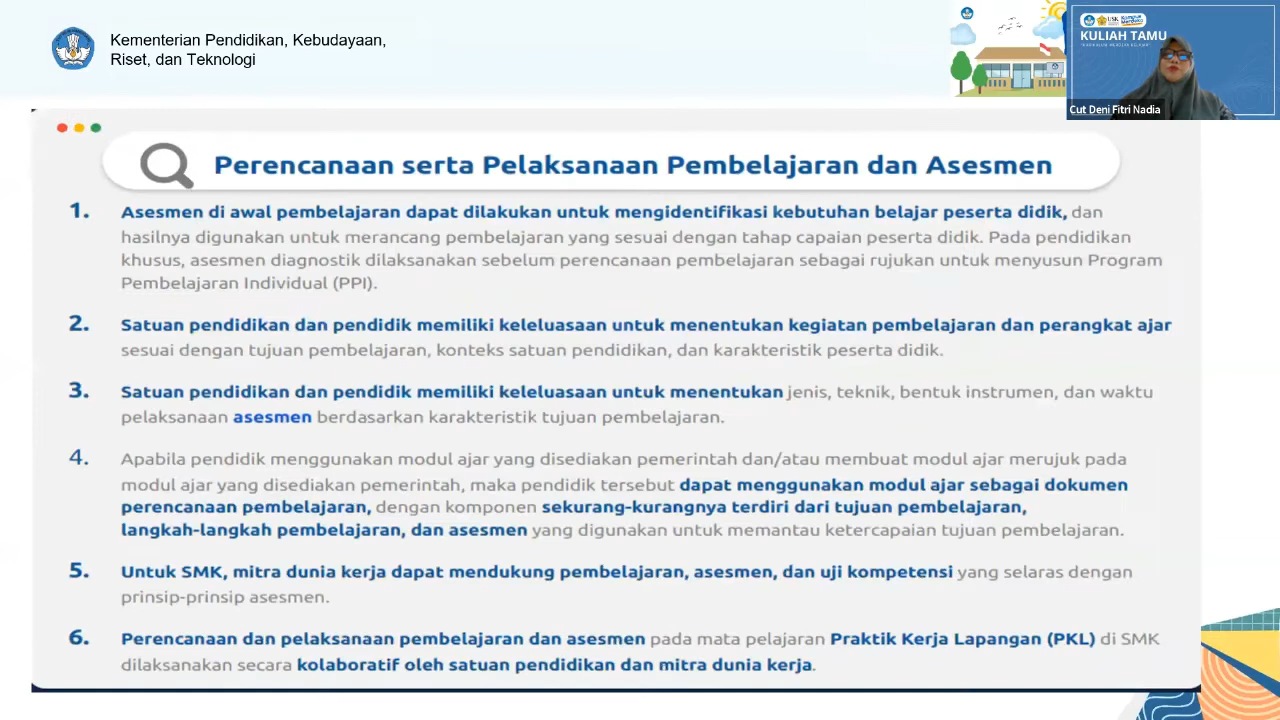 Kementerian Pendidikan, Kebudayaan,
Riset, dan Teknologi
USK
Kampus
Merdeka
KULIAH TAMU
Cut Deni Fitri Nadia
Perencanaan serta Pelaksanaan Pembelajaran dan Asesmen
1. Asesmen di awal pembelajaran dapat dilakukan untuk mengidentifikasi kebutuhan belajar peserta didik, dan
hasilnya digunakan untuk merancang pembelajaran yang sesuai dengan tahap capaian peserta didik. Pada pendidikan
khusus, asesmen diagnostik dilaksanakan sebelum perencanaan pembelajaran sebagai rujukan untuk menyusun Program
Pembelajaran Individual (PPI).
2. Satuan pendidikan dan pendidik memiliki keleluasaan untuk menentukan kegiatan pembelajaran dan perangkat ajar
sesuai dengan tujuan pembelajaran, konteks satuan pendidikan, dan karakteristik peserta didik.
3. Satuan pendidikan dan pendidik memiliki keleluasaan untuk menentukan jenis, teknik, bentuk instrumen, dan waktu
pelaksanaan asesmen berdasarkan karakteristik tujuan pembelajaran.
4. Apabila pendidik menggunakan modul ajar yang disediakan pemerintah dan/atau membuat modul ajar merujuk pada
modul ajar yang disediakan pemerintah, maka pendidik tersebut dapat menggunakan modul ajar sebagai dokumen
perencanaan pembelajaran, dengan komponen sekurang-kurangnya terdiri dari tujuan pembelajaran,
langkah-langkah pembelajaran, dan asesmen yang digunakan untuk memantau ketercapaian tujuan pembelajaran.
5. Untuk SMK, mitra dunia kerja dapat mendukung pembelajaran, asesmen, dan uji kompetensi yang selaras dengan
prinsip-prinsip asesmen.
6. Perencanaan dan pelaksanaan pembelajaran dan asesmen pada mata pelajaran Praktik Kerja Lapangan (PKL) di SMK
dilaksanakan secara kolaboratif oleh satuan pendidikan dan mitra dunia kerja.